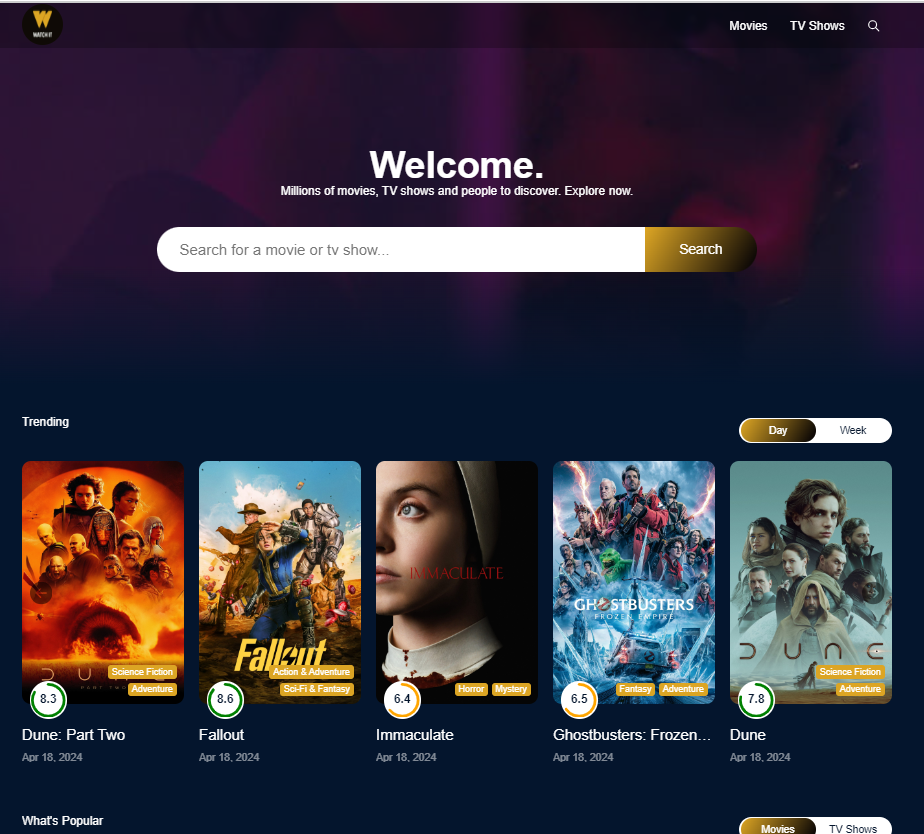 W
WATCH IT
Movies
TV Shows
Welcome.
Millions of movies, TV shows and people to discover. Explore now.
Search for a movie or tv show...
Search
Trending
Day
Week
DU
PART TWO
Science Fiction
Adventure
8.3
Dune: Part Two
Apr 18, 2024
Fallout
Action & Adventure
Sci-Fi & Fantasy
8.6
Fallout
Apr 18, 2024
IMMACULATE
Horror
Mystery
6.4
Immaculate
Apr 18, 2024
GHOSTBUSTERS
FROZEN EMPIRE
Fantasy
Adventure
6.5
Ghostbusters: Frozen...
Apr 18, 2024
DUNE
Science Fiction
Adventure
7.8
Dune
Apr 18, 2024
What's Popular
Movies
TV Shows